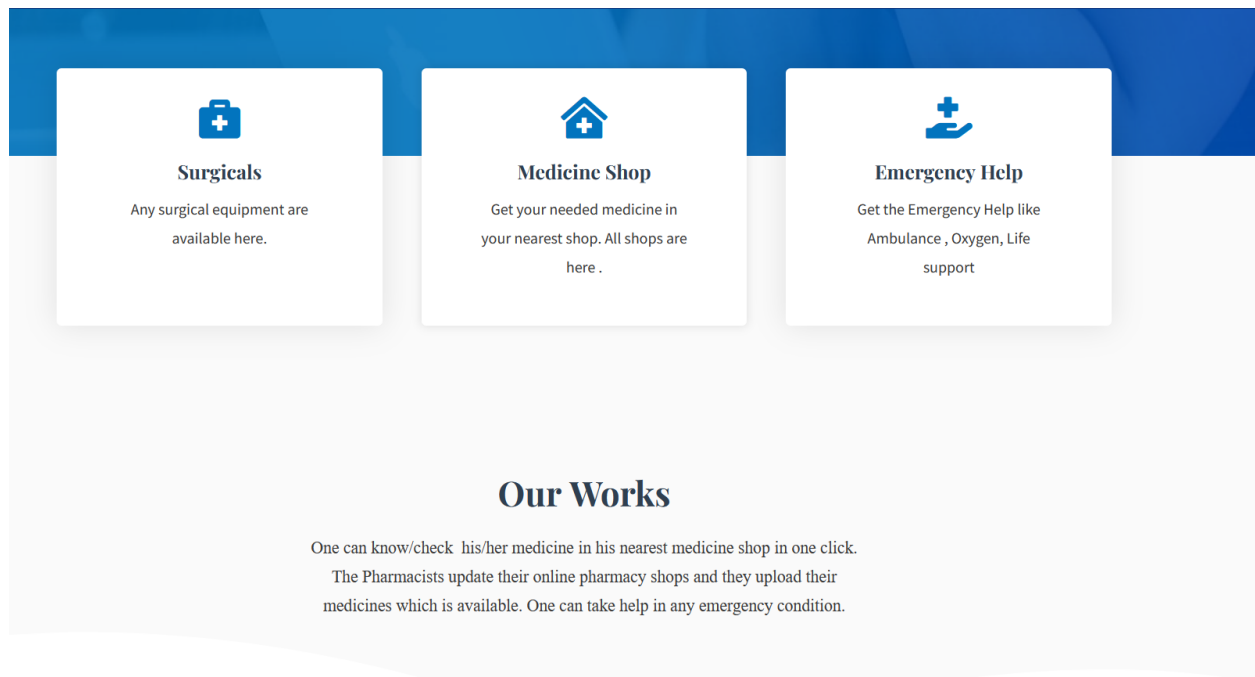 Surgicals
Any surgical equipment are
available here.
Medicine Shop
Get your needed medicine in
your nearest shop. All shops are
here .
Emergency Help
Get the Emergency Help like
Ambulance , Oxygen, Life
support
Our Works
One can know/check  his/her medicine in his nearest medicine shop in one click.
The Pharmacists update their online pharmacy shops and they upload their
medicines which is available. One can take help in any emergency condition.